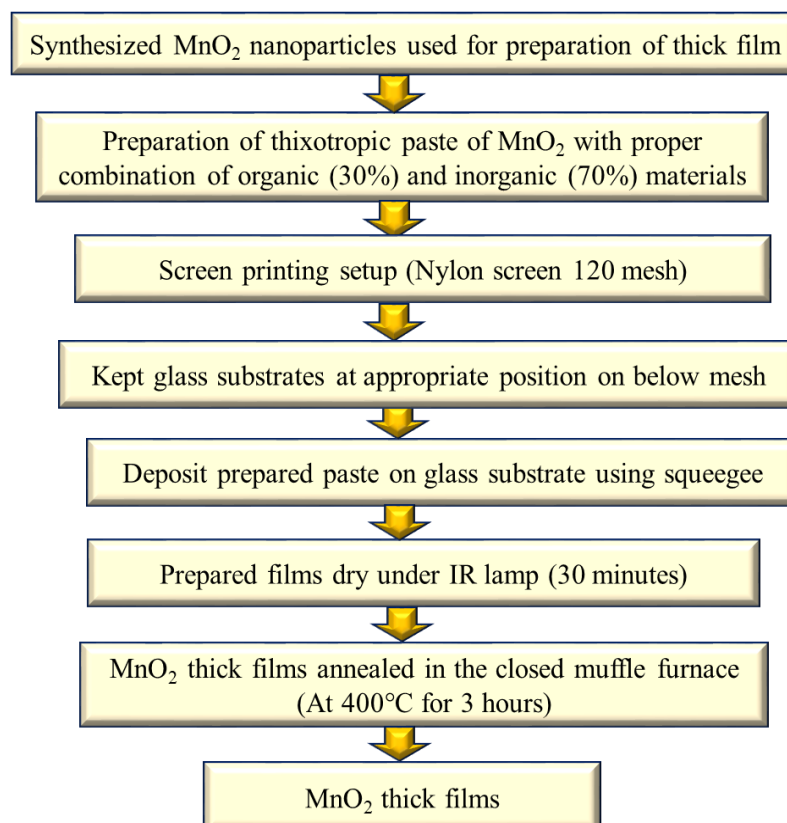 Synthesized MnO₂ nanoparticles used for preparation of thick film
Preparation of thixotropic paste of MnO₂ with proper
combination of organic (30%) and inorganic (70%) materials
Screen printing setup (Nylon screen 120 mesh)
Kept glass substrates at appropriate position on below mesh
Deposit prepared paste on glass substrate using squeegee
Prepared films dry under IR lamp (30 minutes)
MnO₂ thick films annealed in the closed muffle furnace
(At 400°C for 3 hours)
MnO₂ thick films